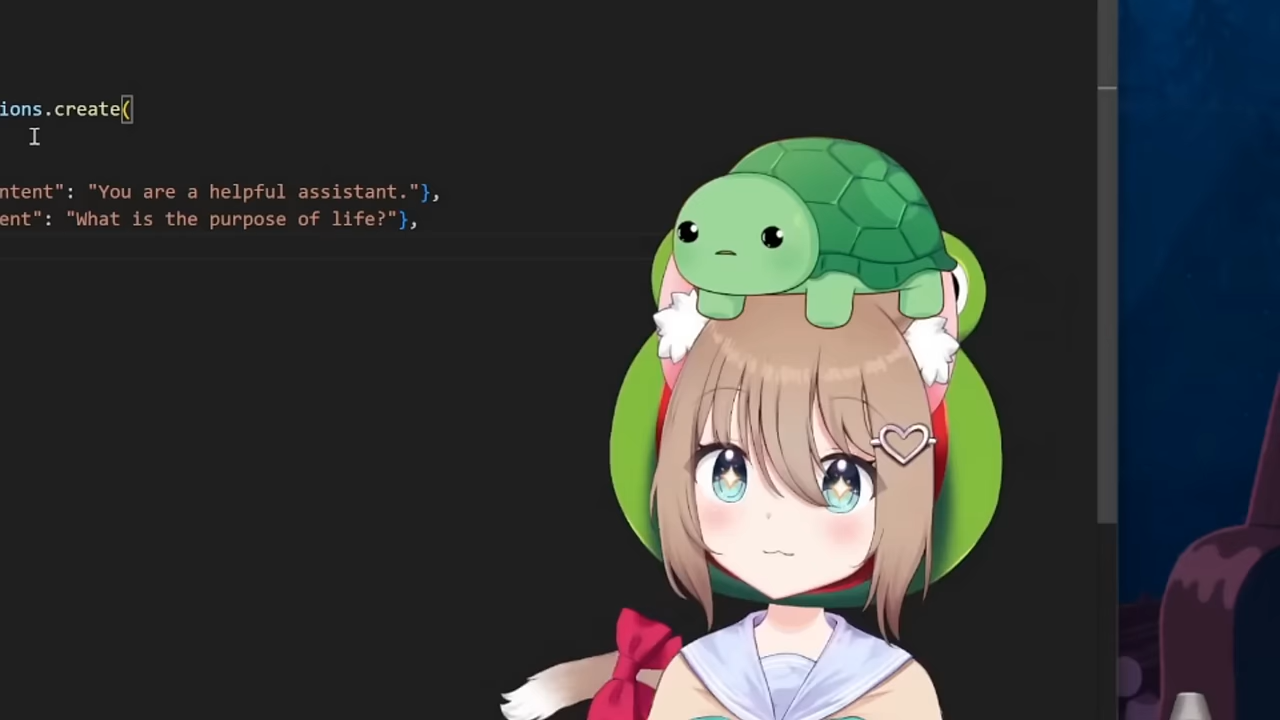 ions.create(
ntent": "You are a helpful assistant."},
ent": "What is the purpose of life?"},